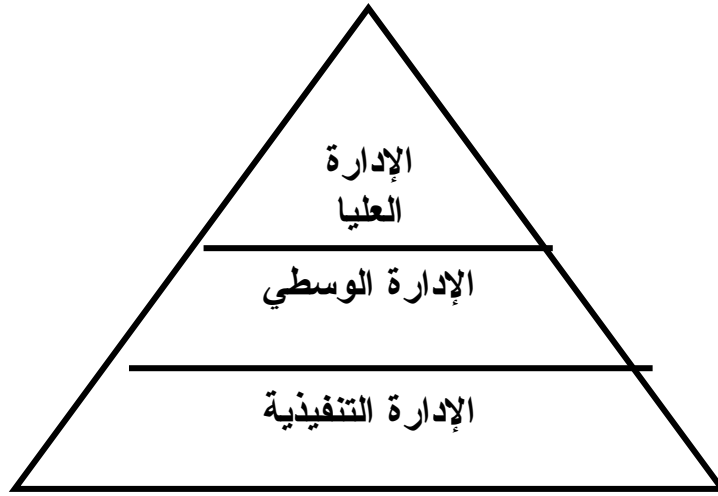 الإدارة
العليا
الإدارة الوسطي
الإدارة التنفيذية